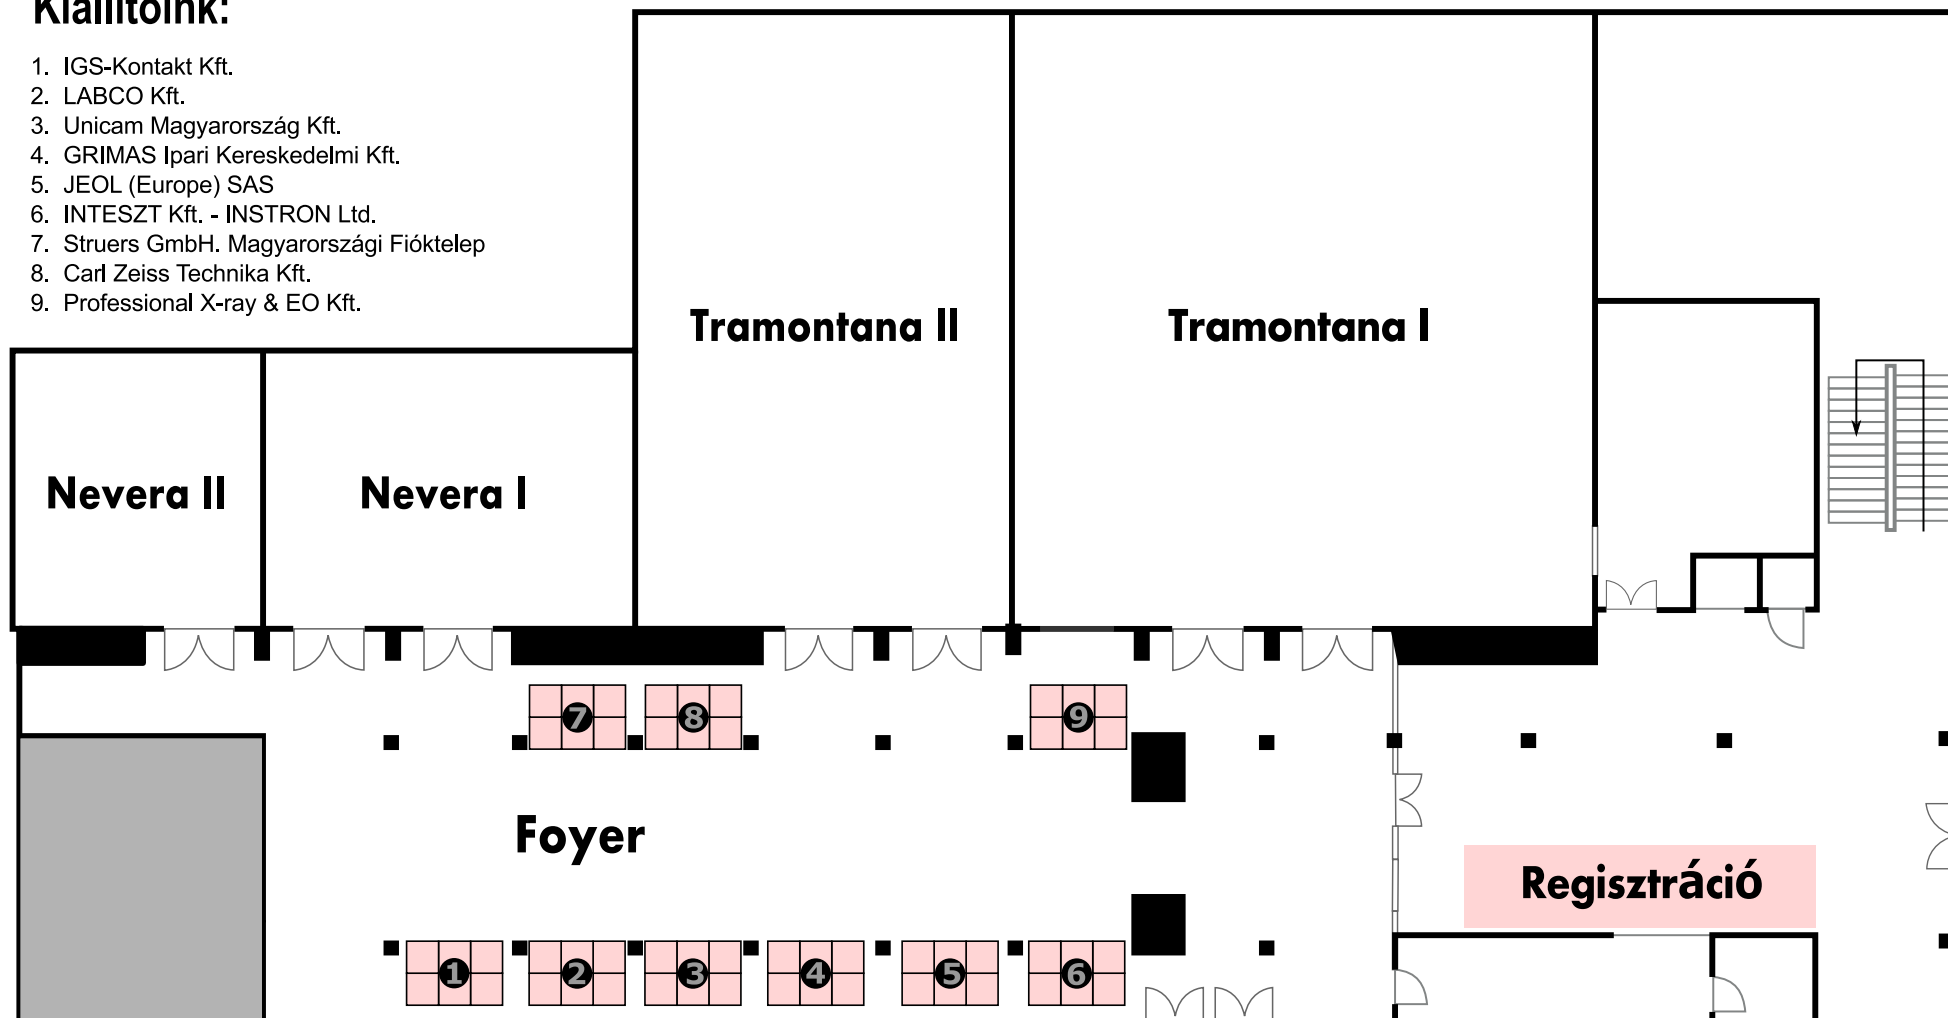 Kiállítóink:
1. IGS-Kontakt Kft.
2. LABCO Kft.
3. Unicam Magyarország Kft.
4. GRIMAS Ipari Kereskedelmi Kft.
5. JEOL (Europe) SAS
6. INTESZT Kft. - INSTRON Ltd.
7. Struers GmbH. Magyarországi Fióktelep
8. Carl Zeiss Technika Kft.
9. Professional X-ray & EO Kft.
Tramontana II
Tramontana I
Nevera II
Nevera I
7
8
9
Foyer
Regisztráció
1
2
3
4
5
6